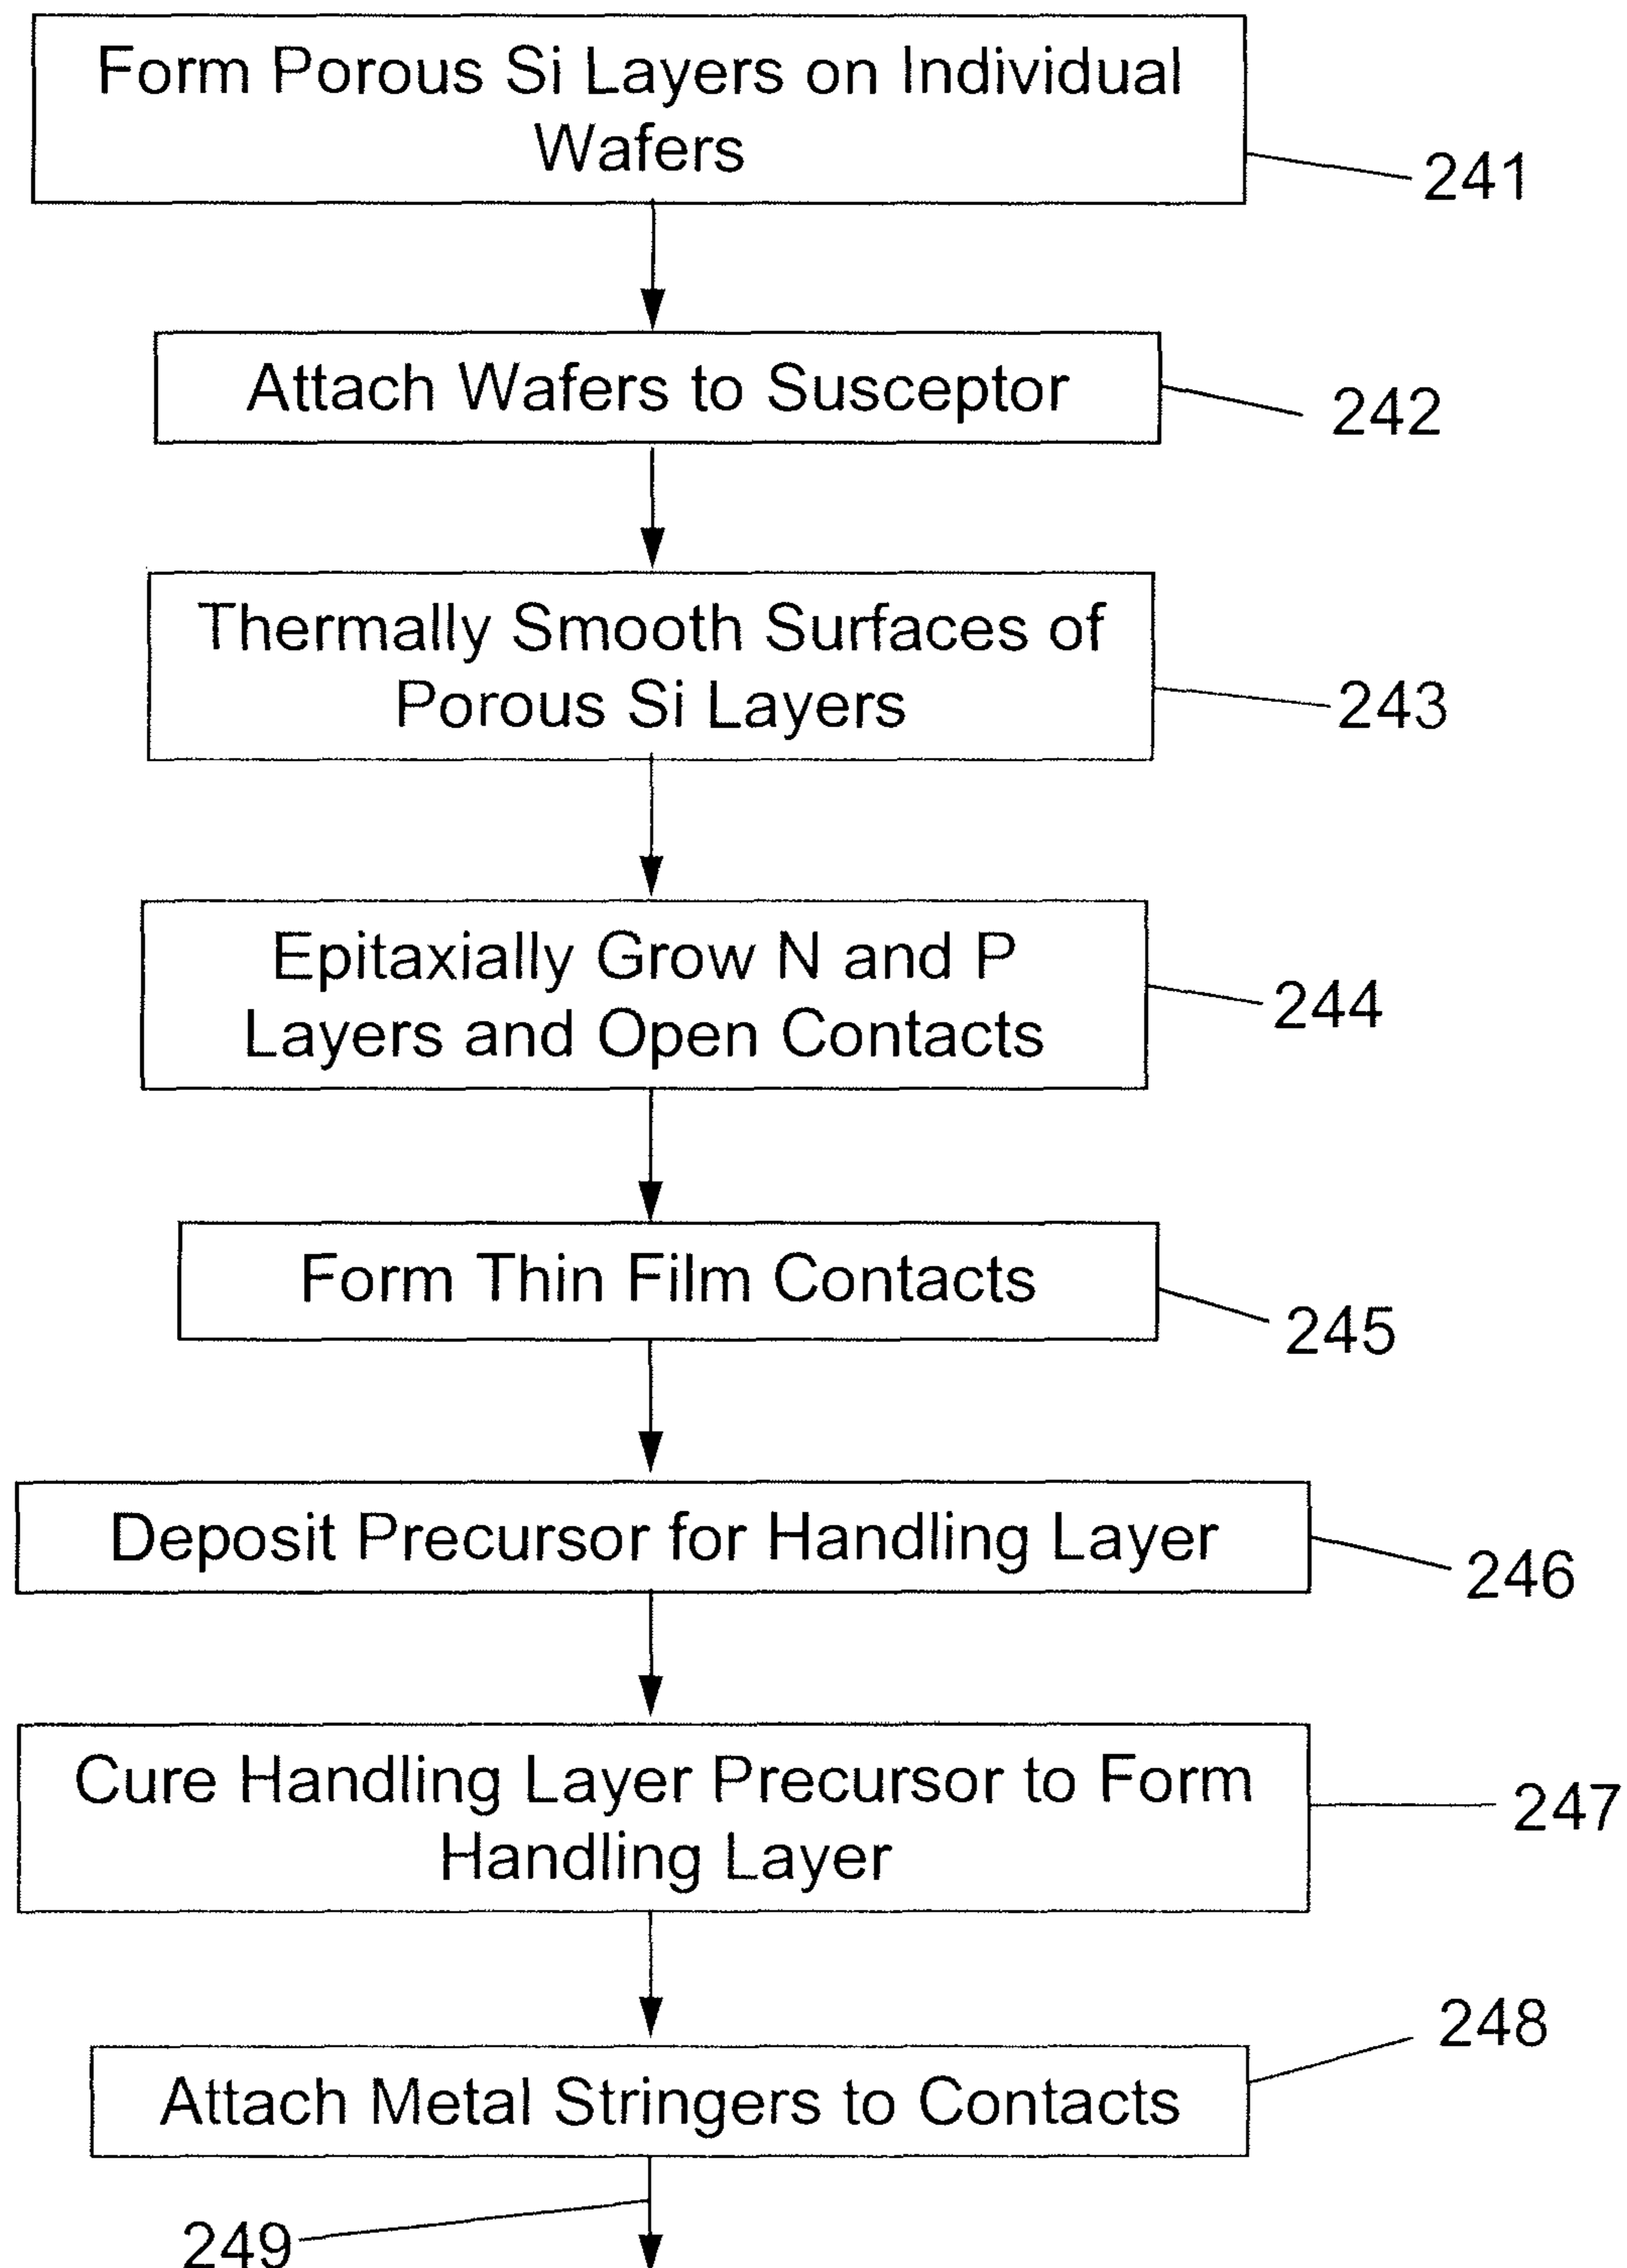 Form Porous Si Layers on Individual
Wafers
241
Attach Wafers to Susceptor
242
Thermally Smooth Surfaces of
Porous Si Layers
243
Epitaxially Grow N and P
Layers and Open Contacts
244
Form Thin Film Contacts
245
Deposit Precursor for Handling Layer
246
Cure Handling Layer Precursor to Form
Handling Layer
247
248
Attach Metal Stringers to Contacts
249